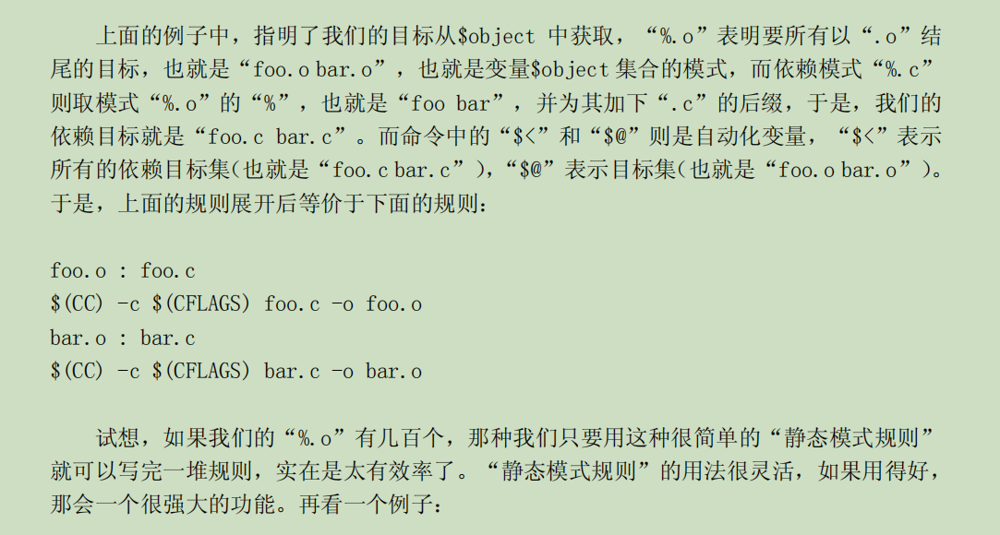 上面的例子中，指明了我们的目标从$object 中获取，“%.o”表明要所有以“.o”结
尾的目标，也就是“foo.o bar.o”，也就是变量$object 集合的模式，而依赖模式“%.c”
则取模式“%.o”的“%”，也就是“foo bar”，并为其加下“.c”的后缀，于是，我们的
依赖目标就是“foo.c bar.c”。而命令中的“$<”和“$@”则是自动化变量，“$<”表示
所有的依赖目标集(也就是“foo.c bar.c”)，“$@”表示目标集(也就是“foo.o bar.o”)。
于是，上面的规则展开后等价于下面的规则：
foo.o : foo.c
$(CC) -c $(CFLAGS) foo.c -o foo.o
bar.o : bar.c
$(CC) -c $(CFLAGS) bar.c -o bar.o
试想，如果我们的“%.o”有几百个，那种我们只要用这种很简单的“静态模式规则”
就可以写完一堆规则，实在是太有效率了。“静态模式规则”的用法很灵活，如果用得好，
那会一个很强大的功能。再看一个例子：